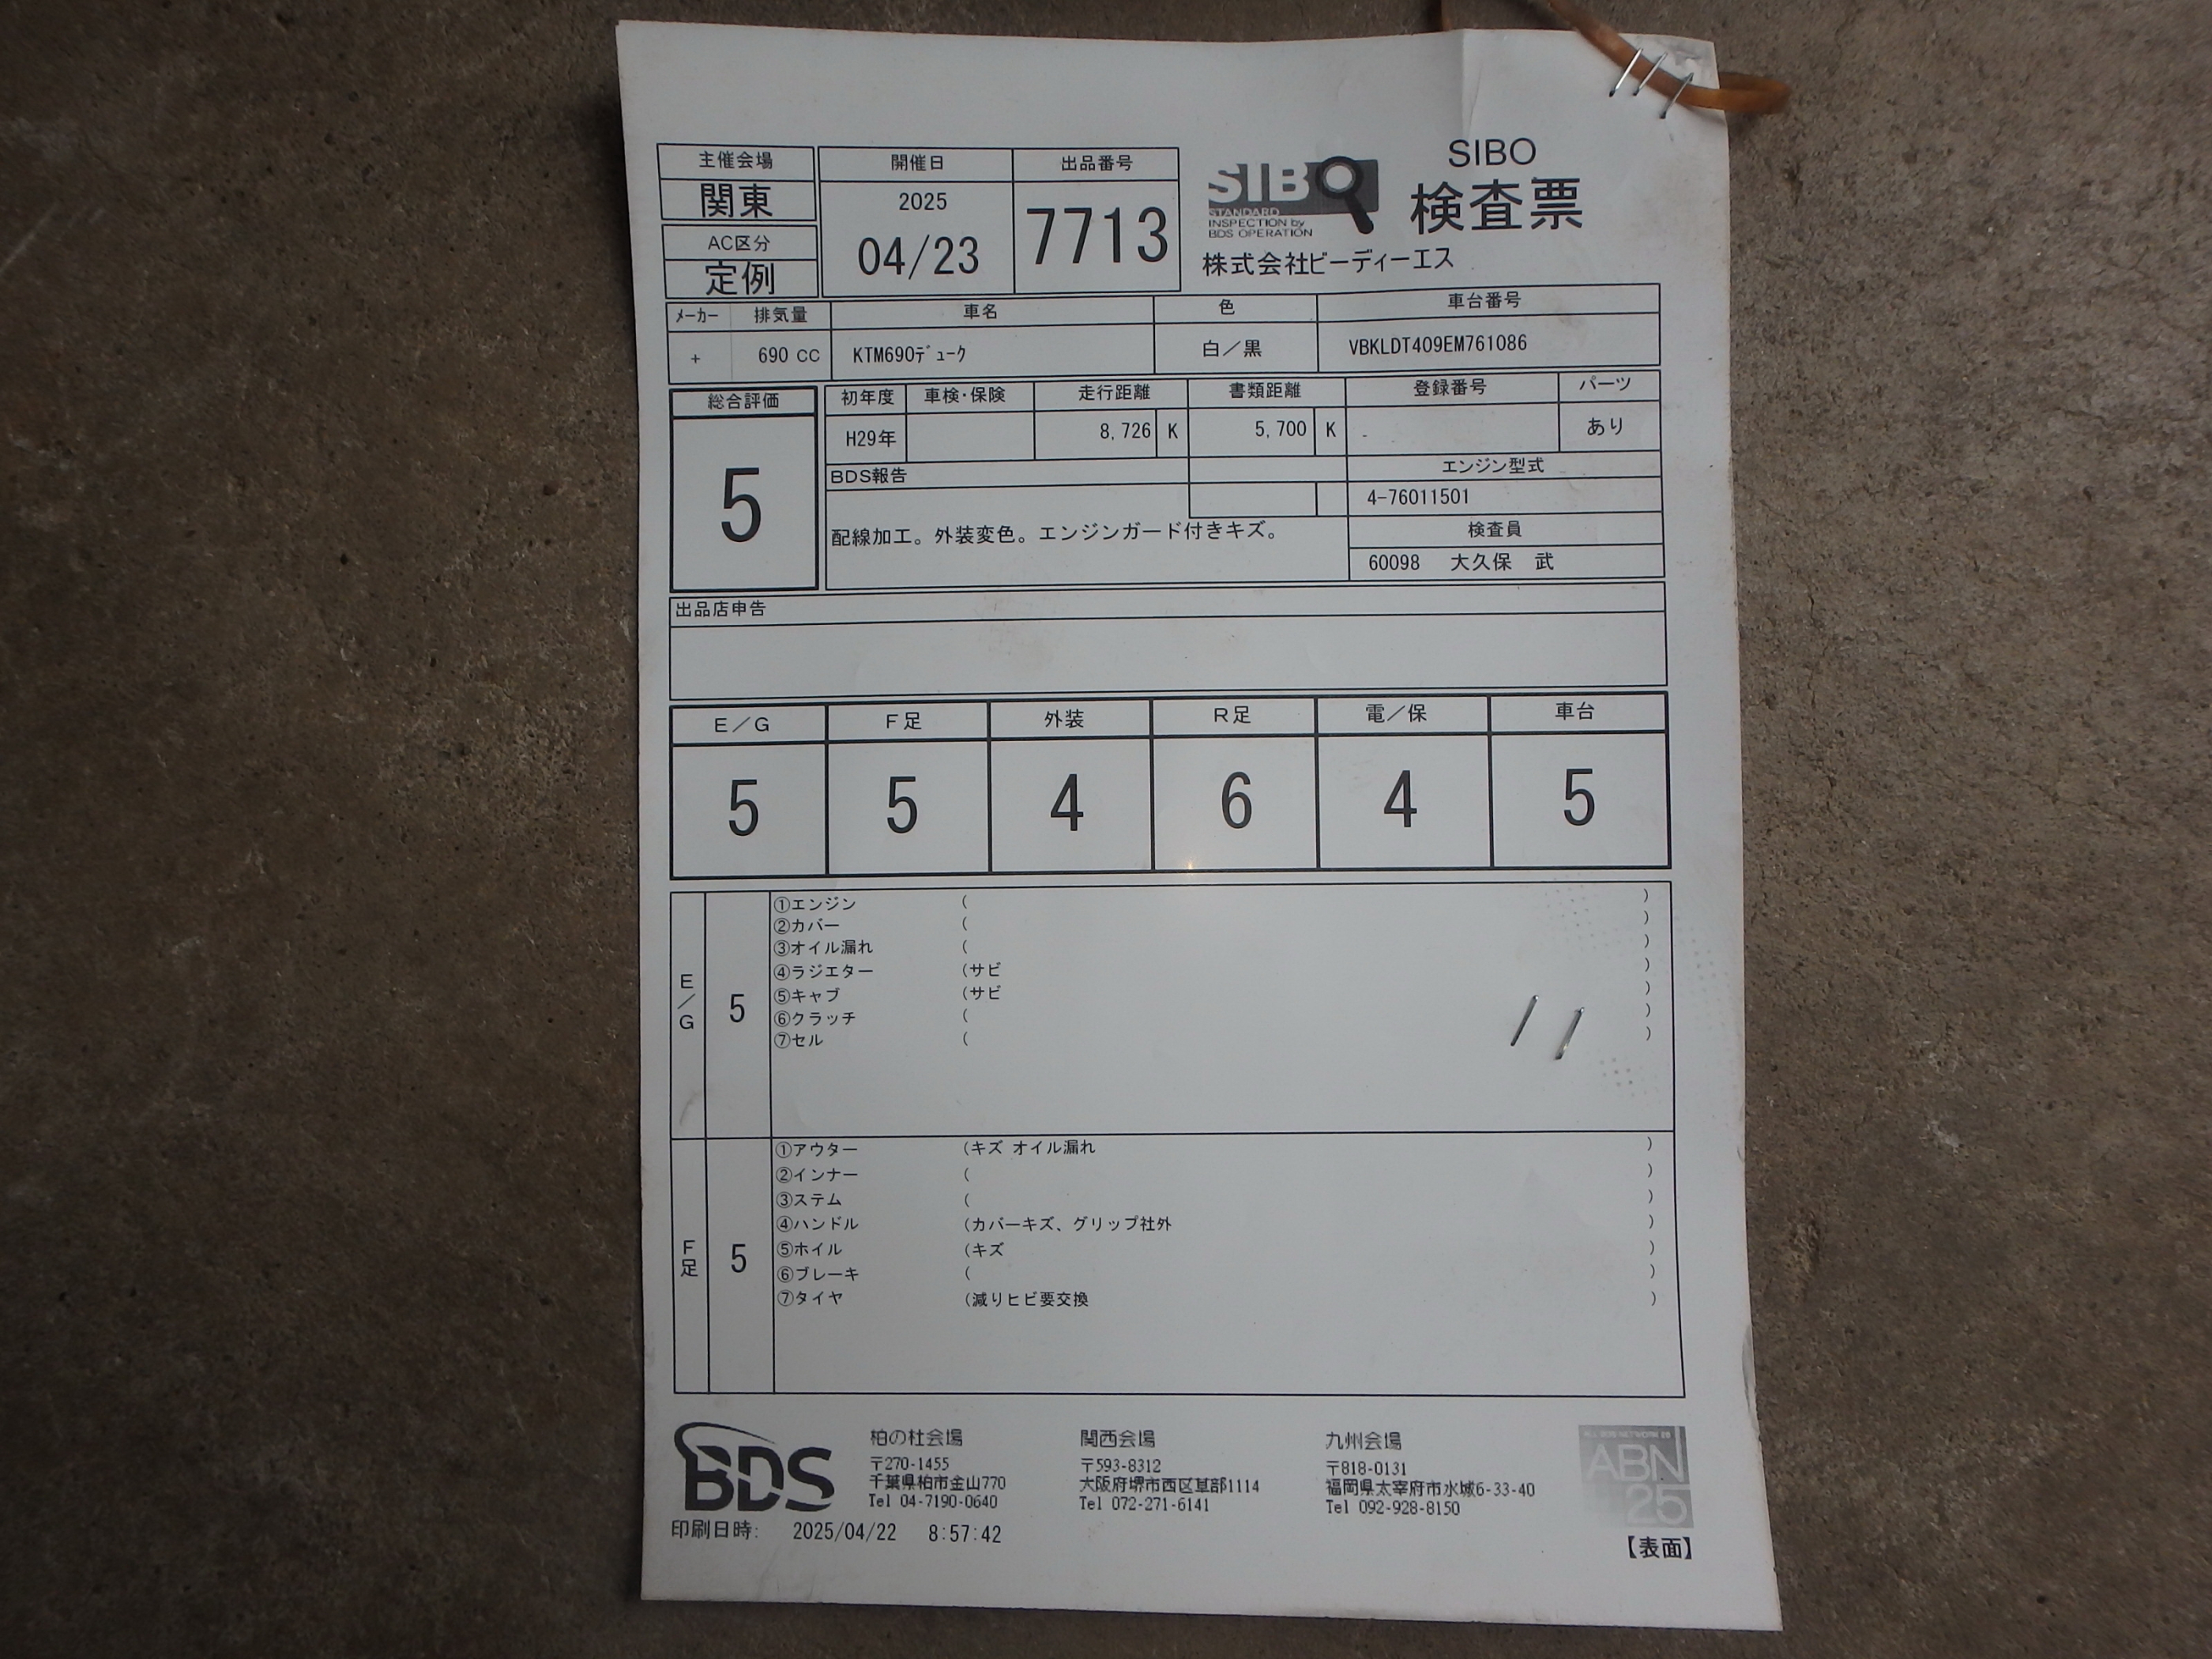 主催会場
関東
AC区分
定例
開催日
2025
04/23
出品番号
7713
SIBO
STANDARD
INSPECTION by
BDS OPERATION
SIBO
検査票
株式会社ビーディーエス
ﾒｰｶｰ 排気量 車名 色 車台番号
+ 690 CC KTM690ﾃﾞｭｰｸ 白／黒 VBKLDT409EM761086
総合評価
5
初年度 車検･保険 走行距離 書類距離 登録番号 パーツ
H29年 8,726 K 5,700 K - あり
BDS報告 エンジン型式
4-76011501
配線加工。外装変色。エンジンガード付きキズ。
検査員
60098 大久保 武
出品店申告
E／G F足 外装 R足 電／保 車台
5 5 4 6 4 5
E／G
5
①エンジン ( )
②カバー ( )
③オイル漏れ ( )
④ラジエター (サビ )
⑤キャブ (サビ )
⑥クラッチ ( )
⑦セル ( )
F足
5
①アウター (キズ オイル漏れ )
②インナー ( )
③ステム ( )
④ハンドル (カバーキズ、グリップ社外 )
⑤ホイル (キズ )
⑥ブレーキ ( )
⑦タイヤ (減りヒビ要交換 )
BDS
柏の杜会場
〒270-1455
千葉県柏市金山770
Tel 04-7190-0640
関西会場
〒593-8312
大阪府堺市西区草部1114
Tel 072-271-6141
九州会場
〒818-0131
福岡県太宰府市水城6-33-40
Tel 092-928-8150
ABN
25
印刷日時: 2025/04/22 8:57:42
【表面】